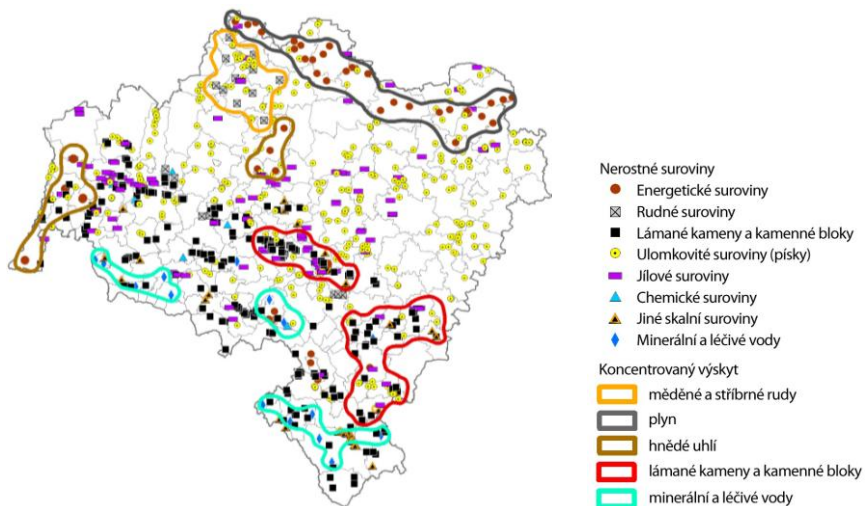 Nerostné suroviny
Energetické suroviny
Rudné suroviny
Lámané kameny a kamenné bloky
Ulomkovité suroviny (písky)
Jílové suroviny
Chemické suroviny
Jiné skalní suroviny
Minerální a léčivé vody
Koncentrovaný výskyt
měděné a stříbrné rudy
plyn
hnědé uhlí
lámané kameny a kamenné bloky
minerální a léčivé vody